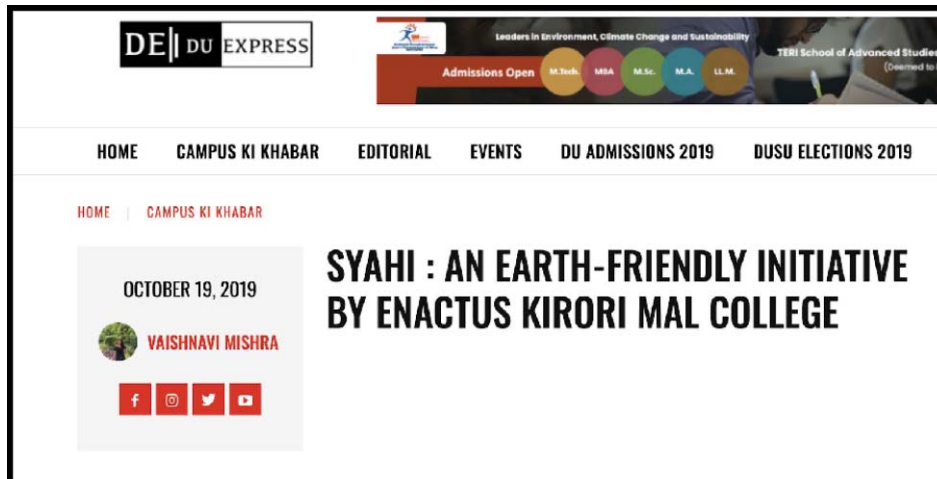 DE|| DU EXPRESS
Leaders in Environment, Climate Change and Sustainability
Admissions Open M.Tech. MBA M.Sc. M.A. LL.M.
TERI School of Advanced Studies
(Deemed to
HOME CAMPUS KI KHABAR EDITORIAL EVENTS DU ADMISSIONS 2019 DUSU ELECTIONS 2019
HOME | CAMPUS KI KHABAR
OCTOBER 19, 2019
VAISHNAVI MISHRA
SYAHI : AN EARTH-FRIENDLY INITIATIVE
BY ENACTUS KIRORI MAL COLLEGE